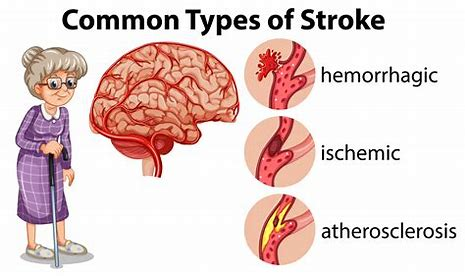 Common Types of Stroke
hemorrhagic
ischemic
atherosclerosis